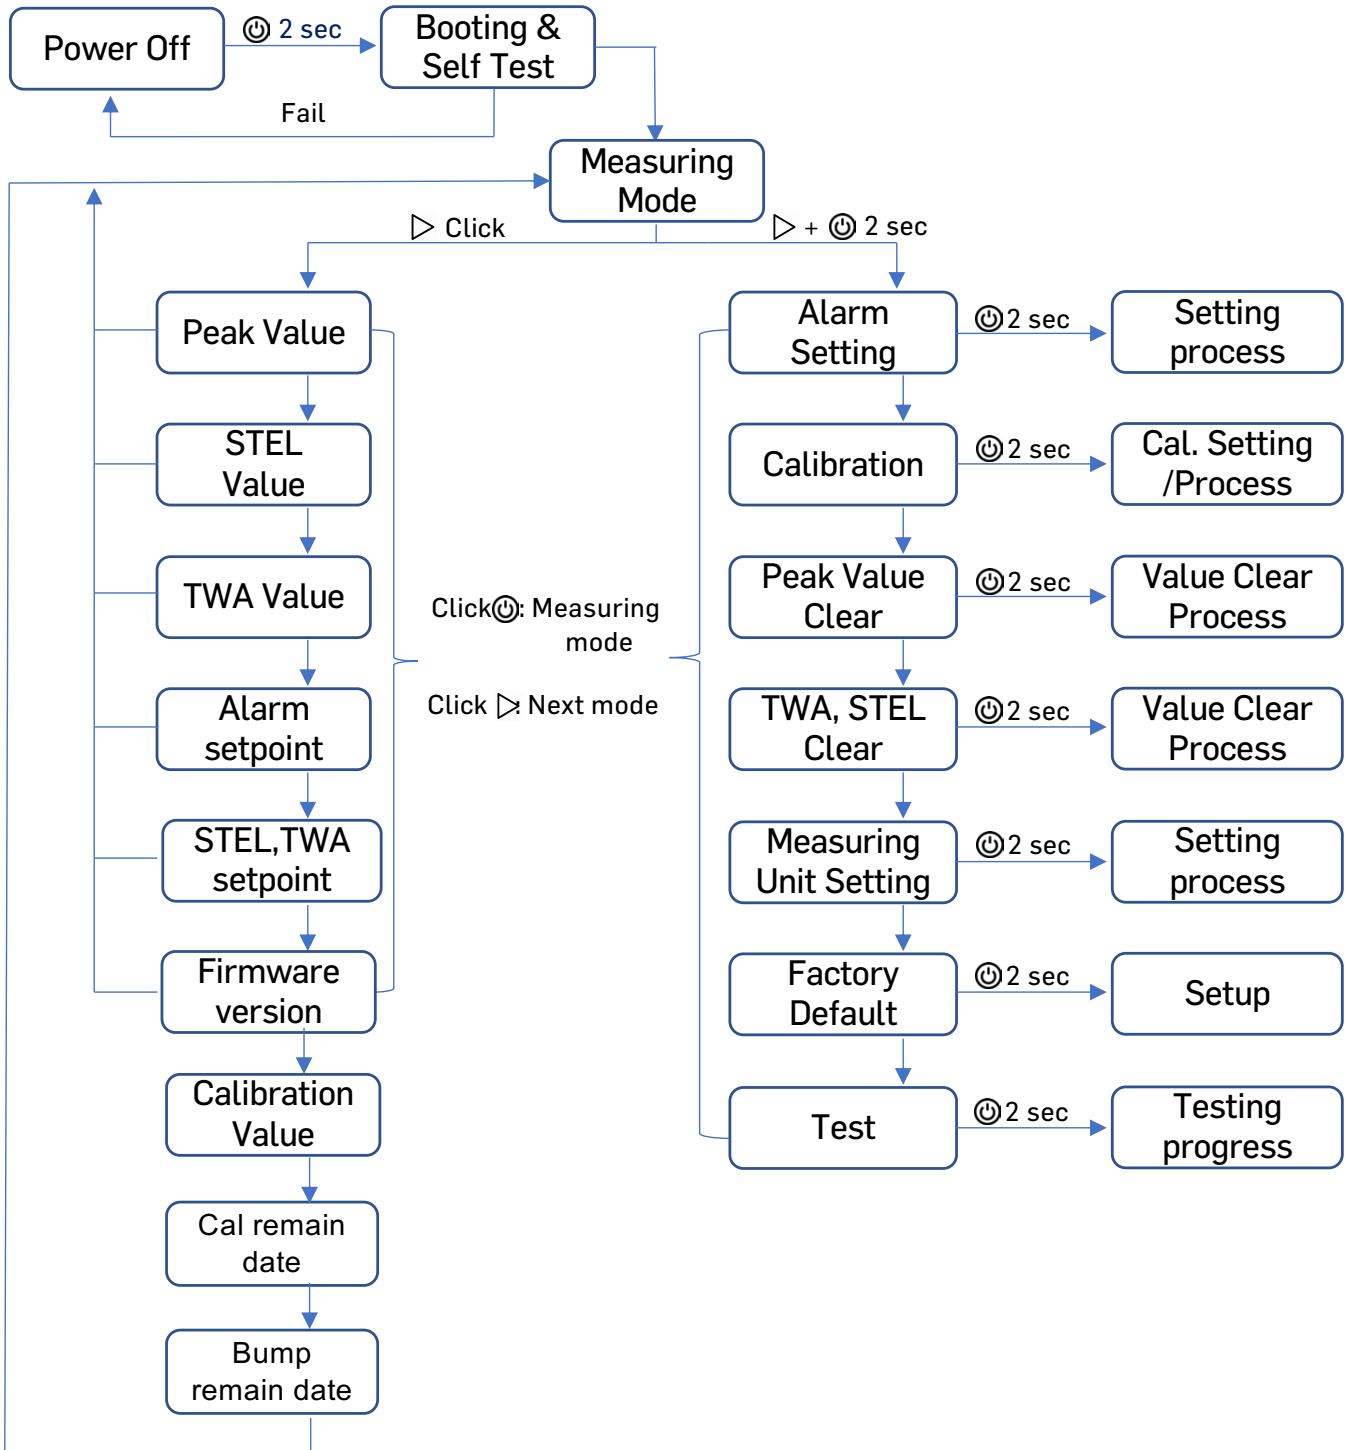 Power Off
2 sec
Booting &
Self Test
Fail
Measuring
Mode
Click
+ 2 sec
Peak Value
STEL
Value
TWA Value
Alarm
setpoint
STEL,TWA
setpoint
Firmware
version
Calibration
Value
Cal remain
date
Bump
remain date
Click : Measuring
mode
Click : Next mode
Alarm
Setting
2 sec
Setting
process
Calibration
2 sec
Cal. Setting
/Process
Peak Value
Clear
2 sec
Value Clear
Process
TWA, STEL
Clear
2 sec
Value Clear
Process
Measuring
Unit Setting
2 sec
Setting
process
Factory
Default
2 sec
Setup
Test
2 sec
Testing
progress